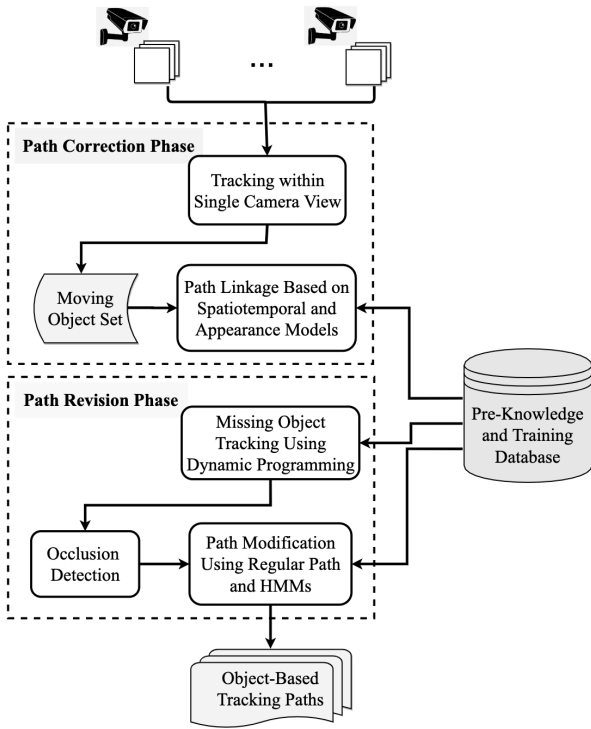 ...
Path Correction Phase
Tracking within
Single Camera View
Moving
Object Set
Path Linkage Based on
Spatiotemporal and
Appearance Models
Path Revision Phase
Missing Object
Tracking Using
Dynamic Programming
Pre-Knowledge
and Training
Database
Occlusion
Detection
Path Modification
Using Regular Path
and HMMs
Object-Based
Tracking Paths